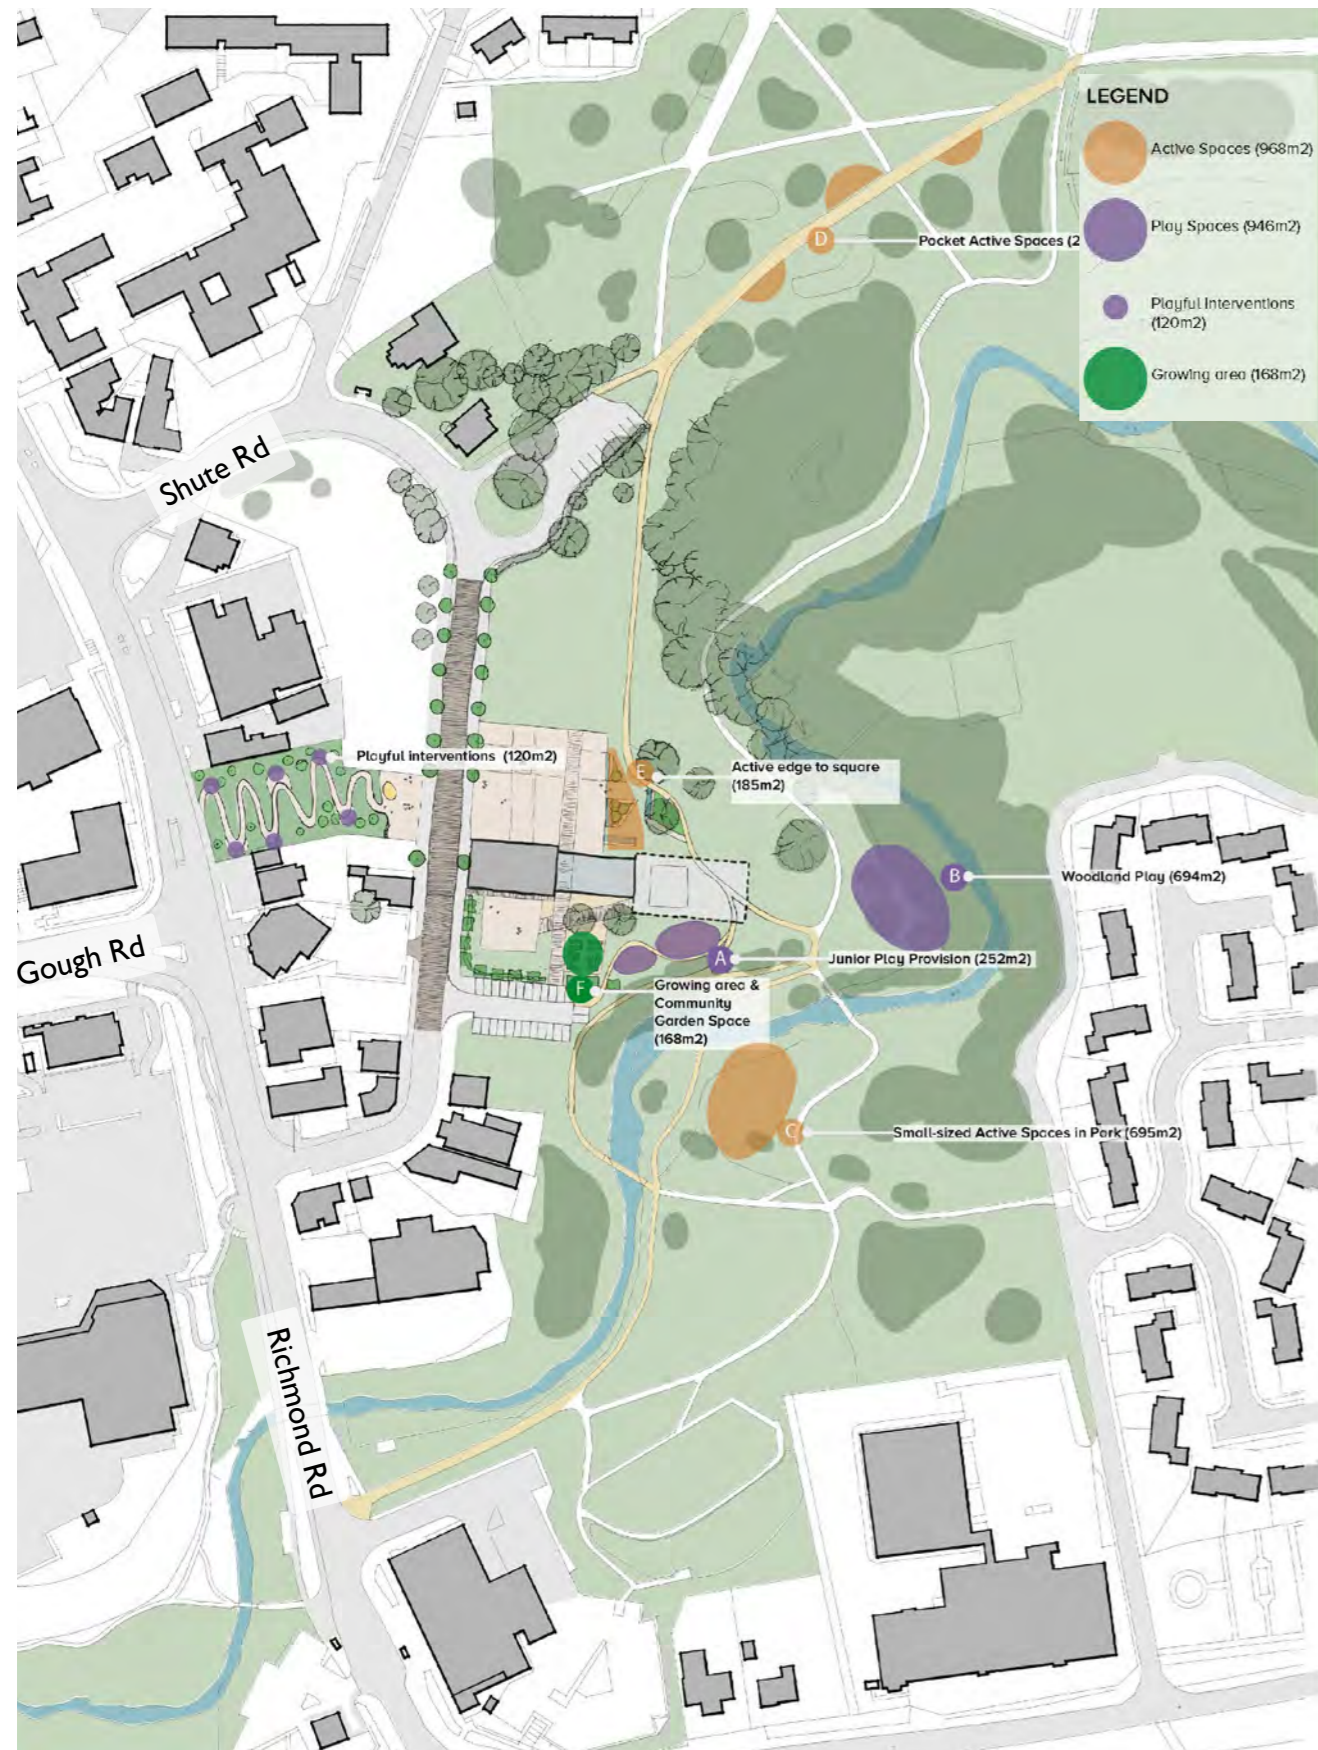 LEGEND
Active Spaces (968m2)
Play Spaces (946m2)
Playful Interventions
(120m2)
Growing area (168m2)
D
Pocket Active Spaces (2
Shute Rd
Playful interventions (120m2)
E
Active edge to square
(185m2)
B
Woodland Play (694m2)
Gough Rd
A
Junior Play Provision (252m2)
F
Growing area &
Community
Garden Space
(168m2)
C
Small-sized Active Spaces in Park (695m2)
Richmond Rd